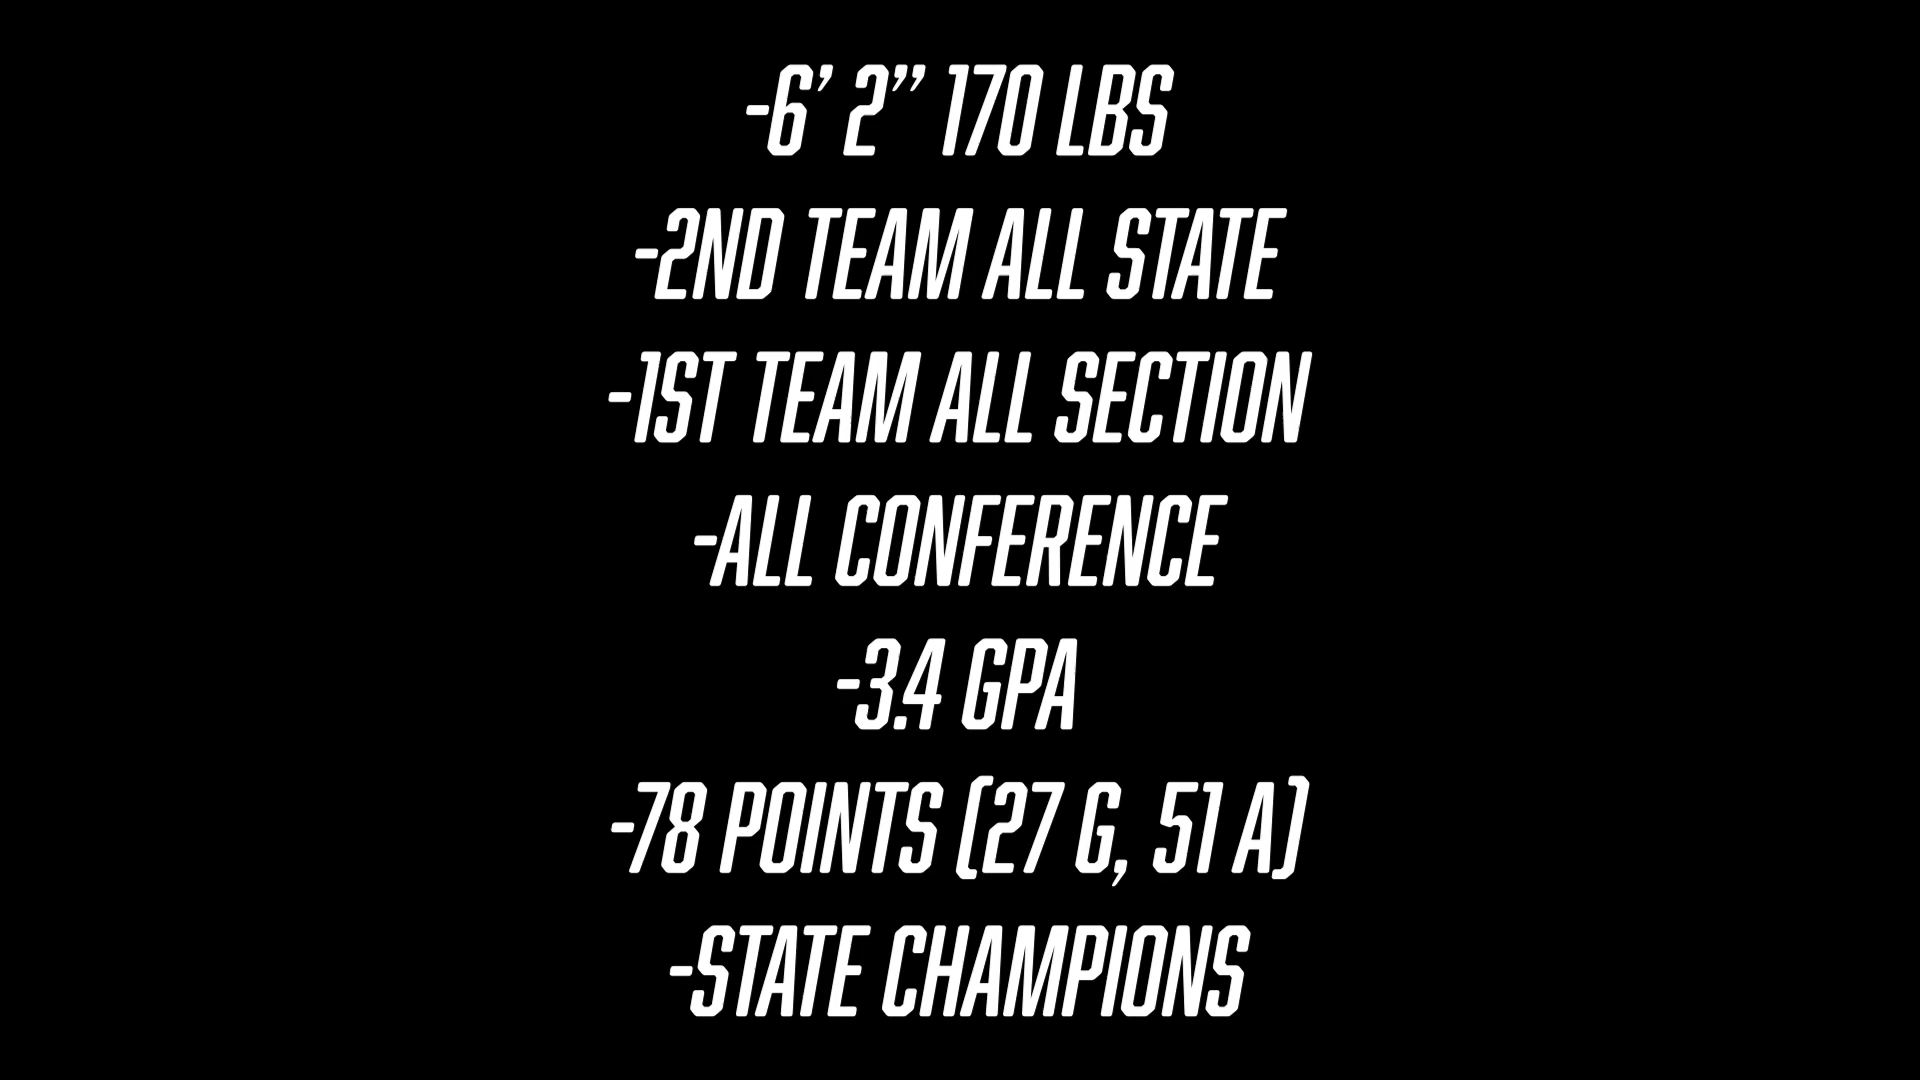 -6’ 2” 170 LBS
-2ND TEAM ALL STATE
-1ST TEAM ALL SECTION
-ALL CONFERENCE
-3.4 GPA
-78 POINTS (27 G, 51 A)
-STATE CHAMPIONS